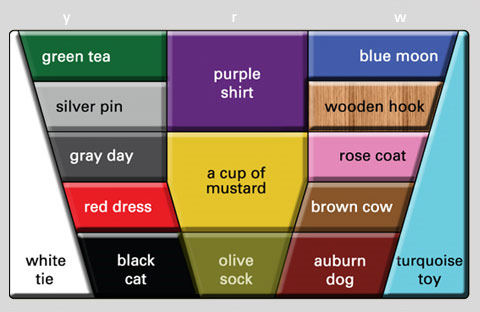 y r w
green tea
purple
shirt
blue moon
silver pin
wooden hook
gray day
a cup of
mustard
rose coat
red dress
brown cow
white
tie
black
cat
olive
sock
auburn
dog
turquoise
toy